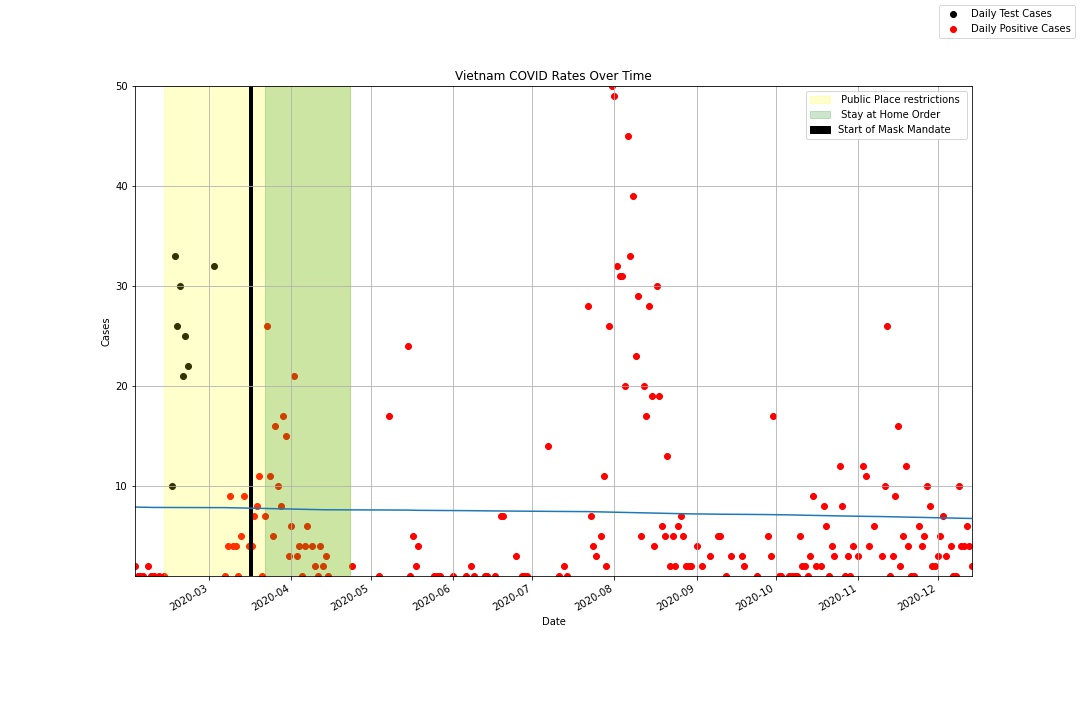 Daily Test Cases
Daily Positive Cases
Vietnam COVID Rates Over Time
Public Place restrictions
Stay at Home Order
Start of Mask Mandate
Cases
50
40
30
20
10
2020-03
2020-04
2020-05
2020-06
2020-07
2020-08
2020-09
2020-10
2020-11
2020-12
Date